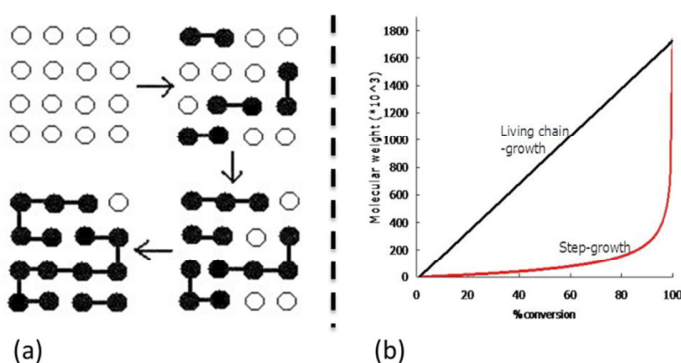 (a)
Molecular weight (*10^3)
1800
1600
1400
1200
1000
800
600
400
200
0
Living chain
-growth
Step-growth
0 20 40 60 80 100
% conversion
(b)